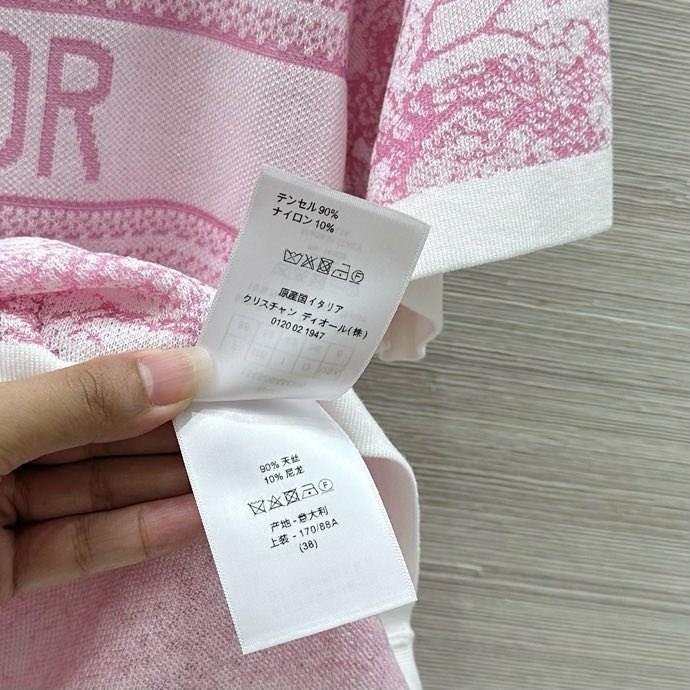 OR
テンセル 90%
ナイロン 10%
原産国イタリア
クリスチャン ディオール(株)
0120 02 1947
90% 天丝
10% 尼龙
F
产地 - 意大利
上装 - 170/88A
(38)